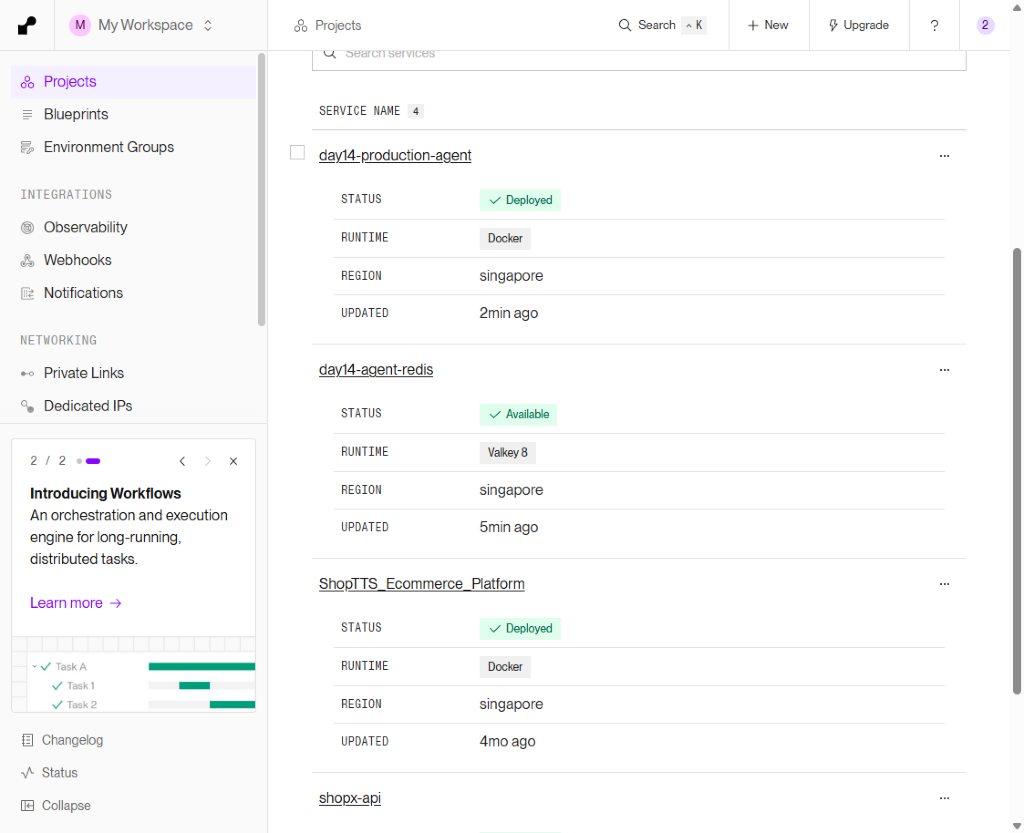 M My Workspace
Projects
Search ^ K
New
Upgrade
?
2
Projects
Blueprints
Environment Groups
INTEGRATIONS
Observability
Webhooks
Notifications
NETWORKING
Private Links
Dedicated IPs
2 / 2
Introducing Workflows
An orchestration and execution
engine for long-running,
distributed tasks.
Learn more →
Task A
Task 1
Task 2
Changelog
Status
Collapse
Search services
SERVICE NAME 4
day14-production-agent ...
STATUS Deployed
RUNTIME Docker
REGION singapore
UPDATED 2min ago
day14-agent-redis ...
STATUS Available
RUNTIME Valkey 8
REGION singapore
UPDATED 5min ago
ShopTTS_Ecommerce_Platform ...
STATUS Deployed
RUNTIME Docker
REGION singapore
UPDATED 4mo ago
shopx-api ...